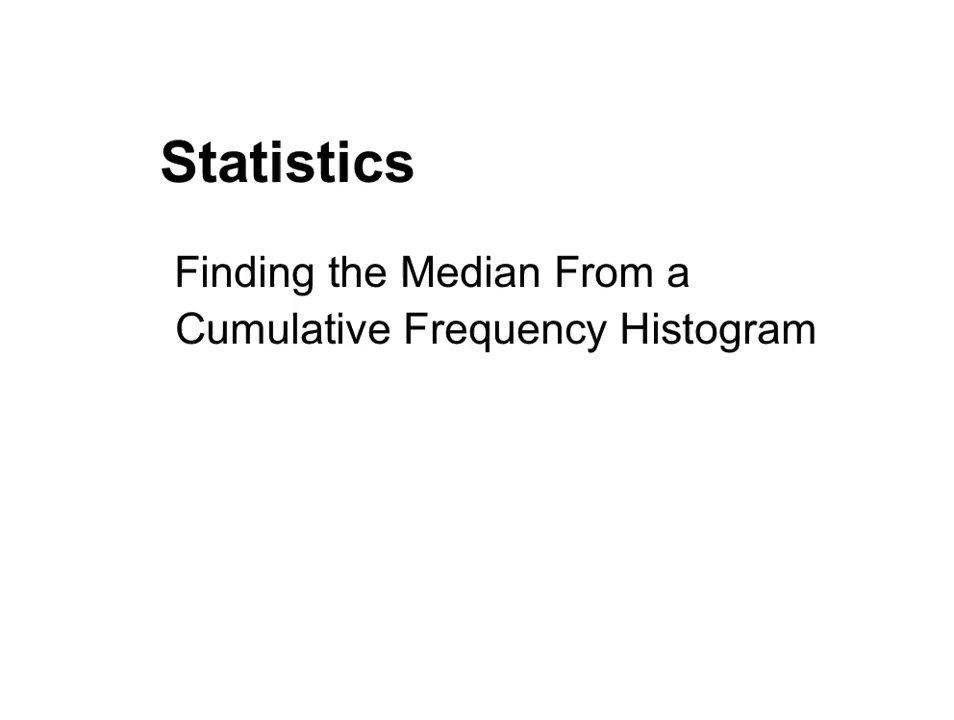 Statistics
Finding the Median From a
Cumulative Frequency Histogram